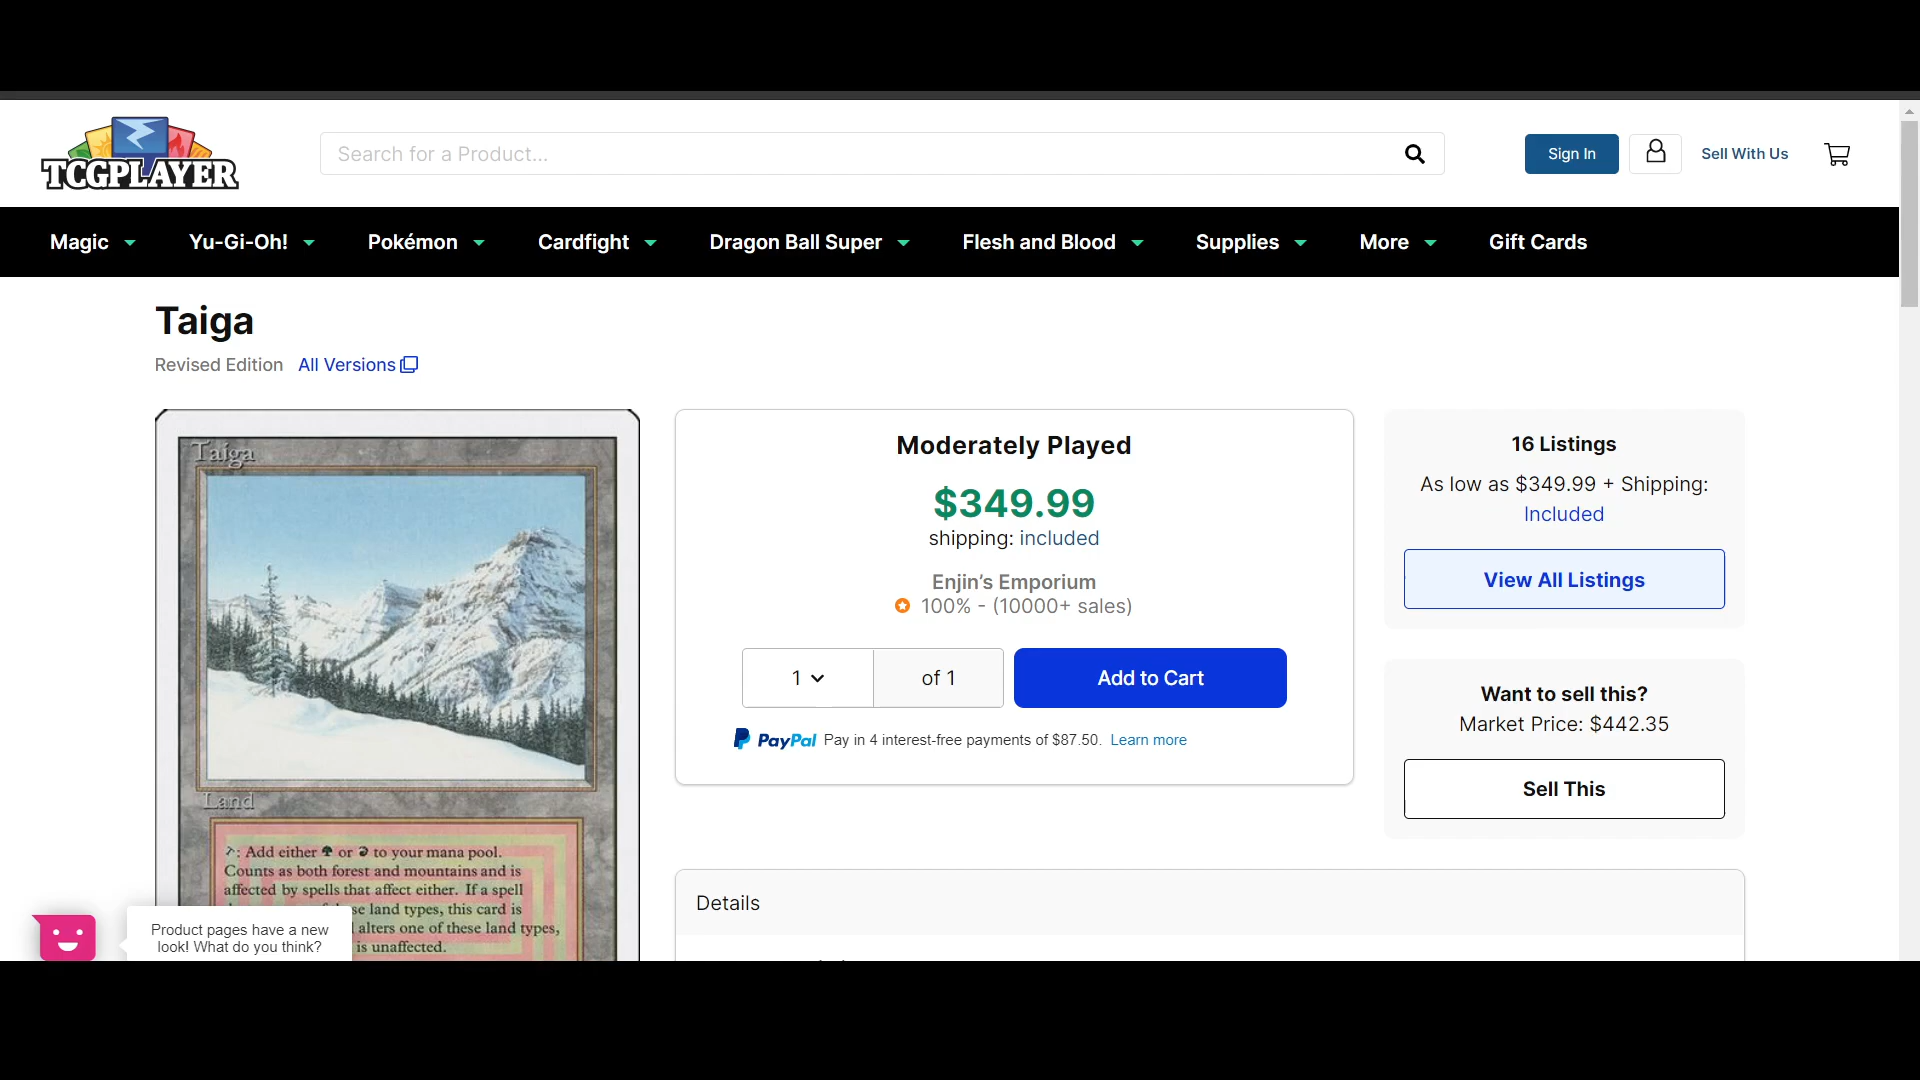 TCGPLAYER
Search for a Product...
Sign In
Sell With Us
Magic
Yu-Gi-Oh!
Pokémon
Cardfight
Dragon Ball Super
Flesh and Blood
Supplies
More
Gift Cards
Taiga
Revised Edition All Versions
Taiga
Land
: Add either or to your mana pool.
Counts as both forest and mountains and is
affected by spells that affect either. If a spell
land types, this card is
alters one of these land types,
is unaffected.
Moderately Played
$349.99
shipping: included
Enjin's Emporium
100% - (10000+ sales)
1
of 1
Add to Cart
PayPal Pay in 4 interest-free payments of $87.50. Learn more
16 Listings
As low as $349.99 + Shipping:
Included
View All Listings
Want to sell this?
Market Price: $442.35
Sell This
Details
Product pages have a new
look! What do you think?